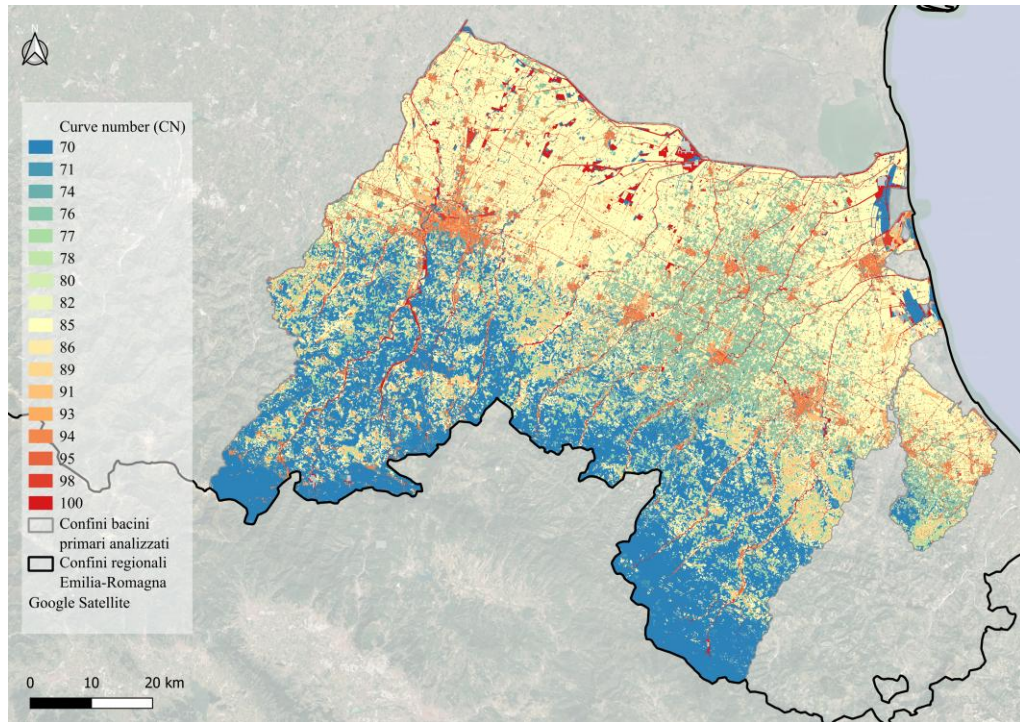 N
Curve number (CN)
70
71
74
76
77
78
80
82
85
86
89
91
93
94
95
98
100
Confini bacini
primari analizzati
Confini regionali
Emilia-Romagna
Google Satellite
0 10 20 km